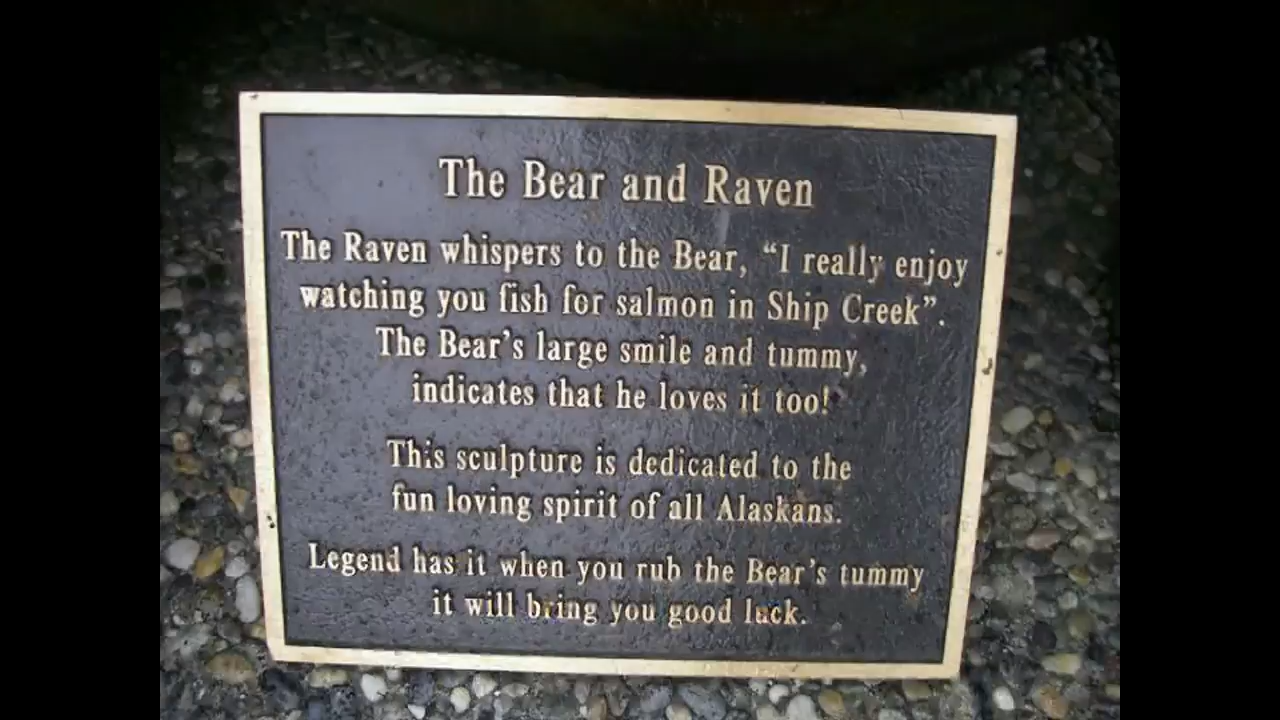 The Bear and Raven
The Raven whispers to the Bear, “I really enjoy
watching you fish for salmon in Ship Creek”.
The Bear’s large smile and tummy,
indicates that he loves it too!
This sculpture is dedicated to the
fun loving spirit of all Alaskans.
Legend has it when you rub the Bear’s tummy
it will bring you good luck.